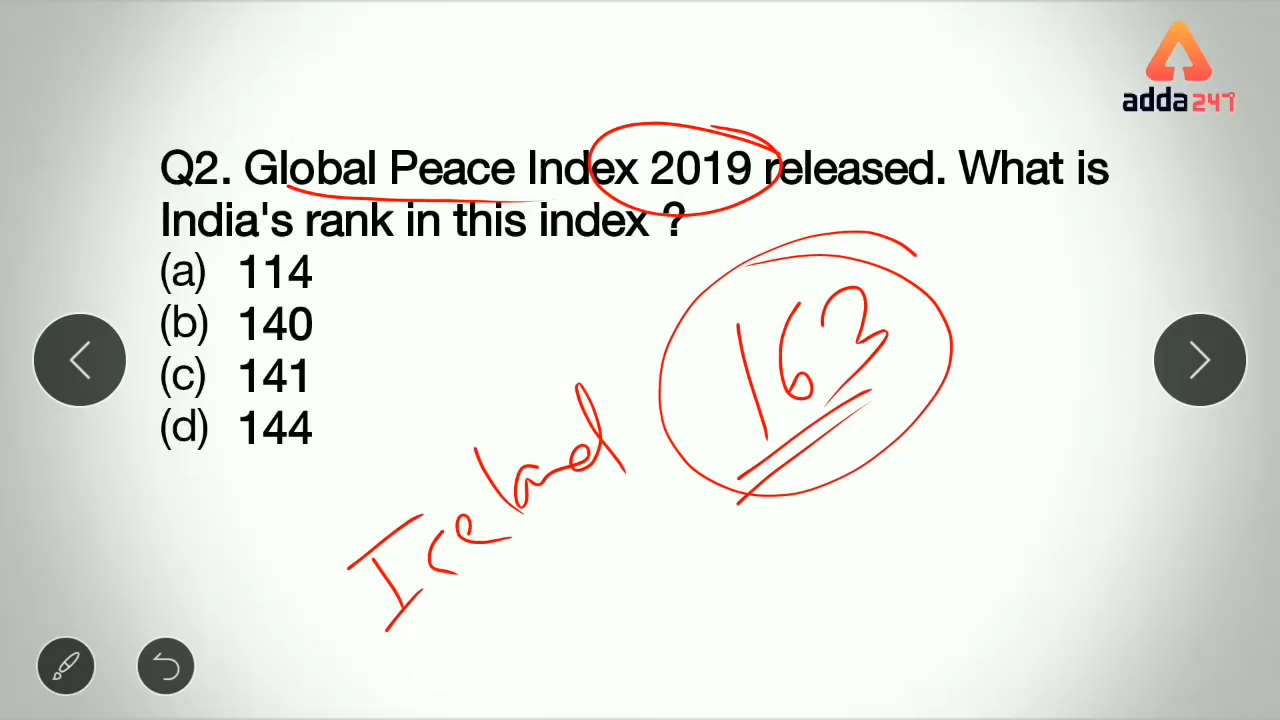 adda247
Q2. Global Peace Index 2019 released. What is
India's rank in this index ?
(a) 114
(b) 140
(c) 141
(d) 144
163
Iceland